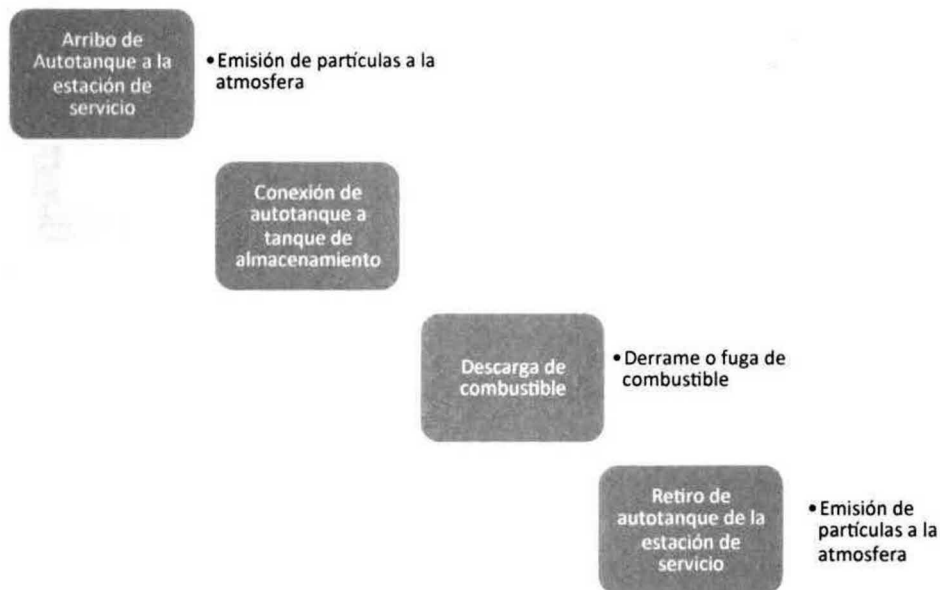 Arribo de
Autotanque a la
estación de
servicio
• Emisión de partículas a la
atmosfera
Conexión de
autotanque a
tanque de
almacenamiento
Descarga de
combustible
• Derrame o fuga de
combustible
Retiro de
autotanque de la
estación de
servicio
• Emisión de
partículas a la
atmosfera